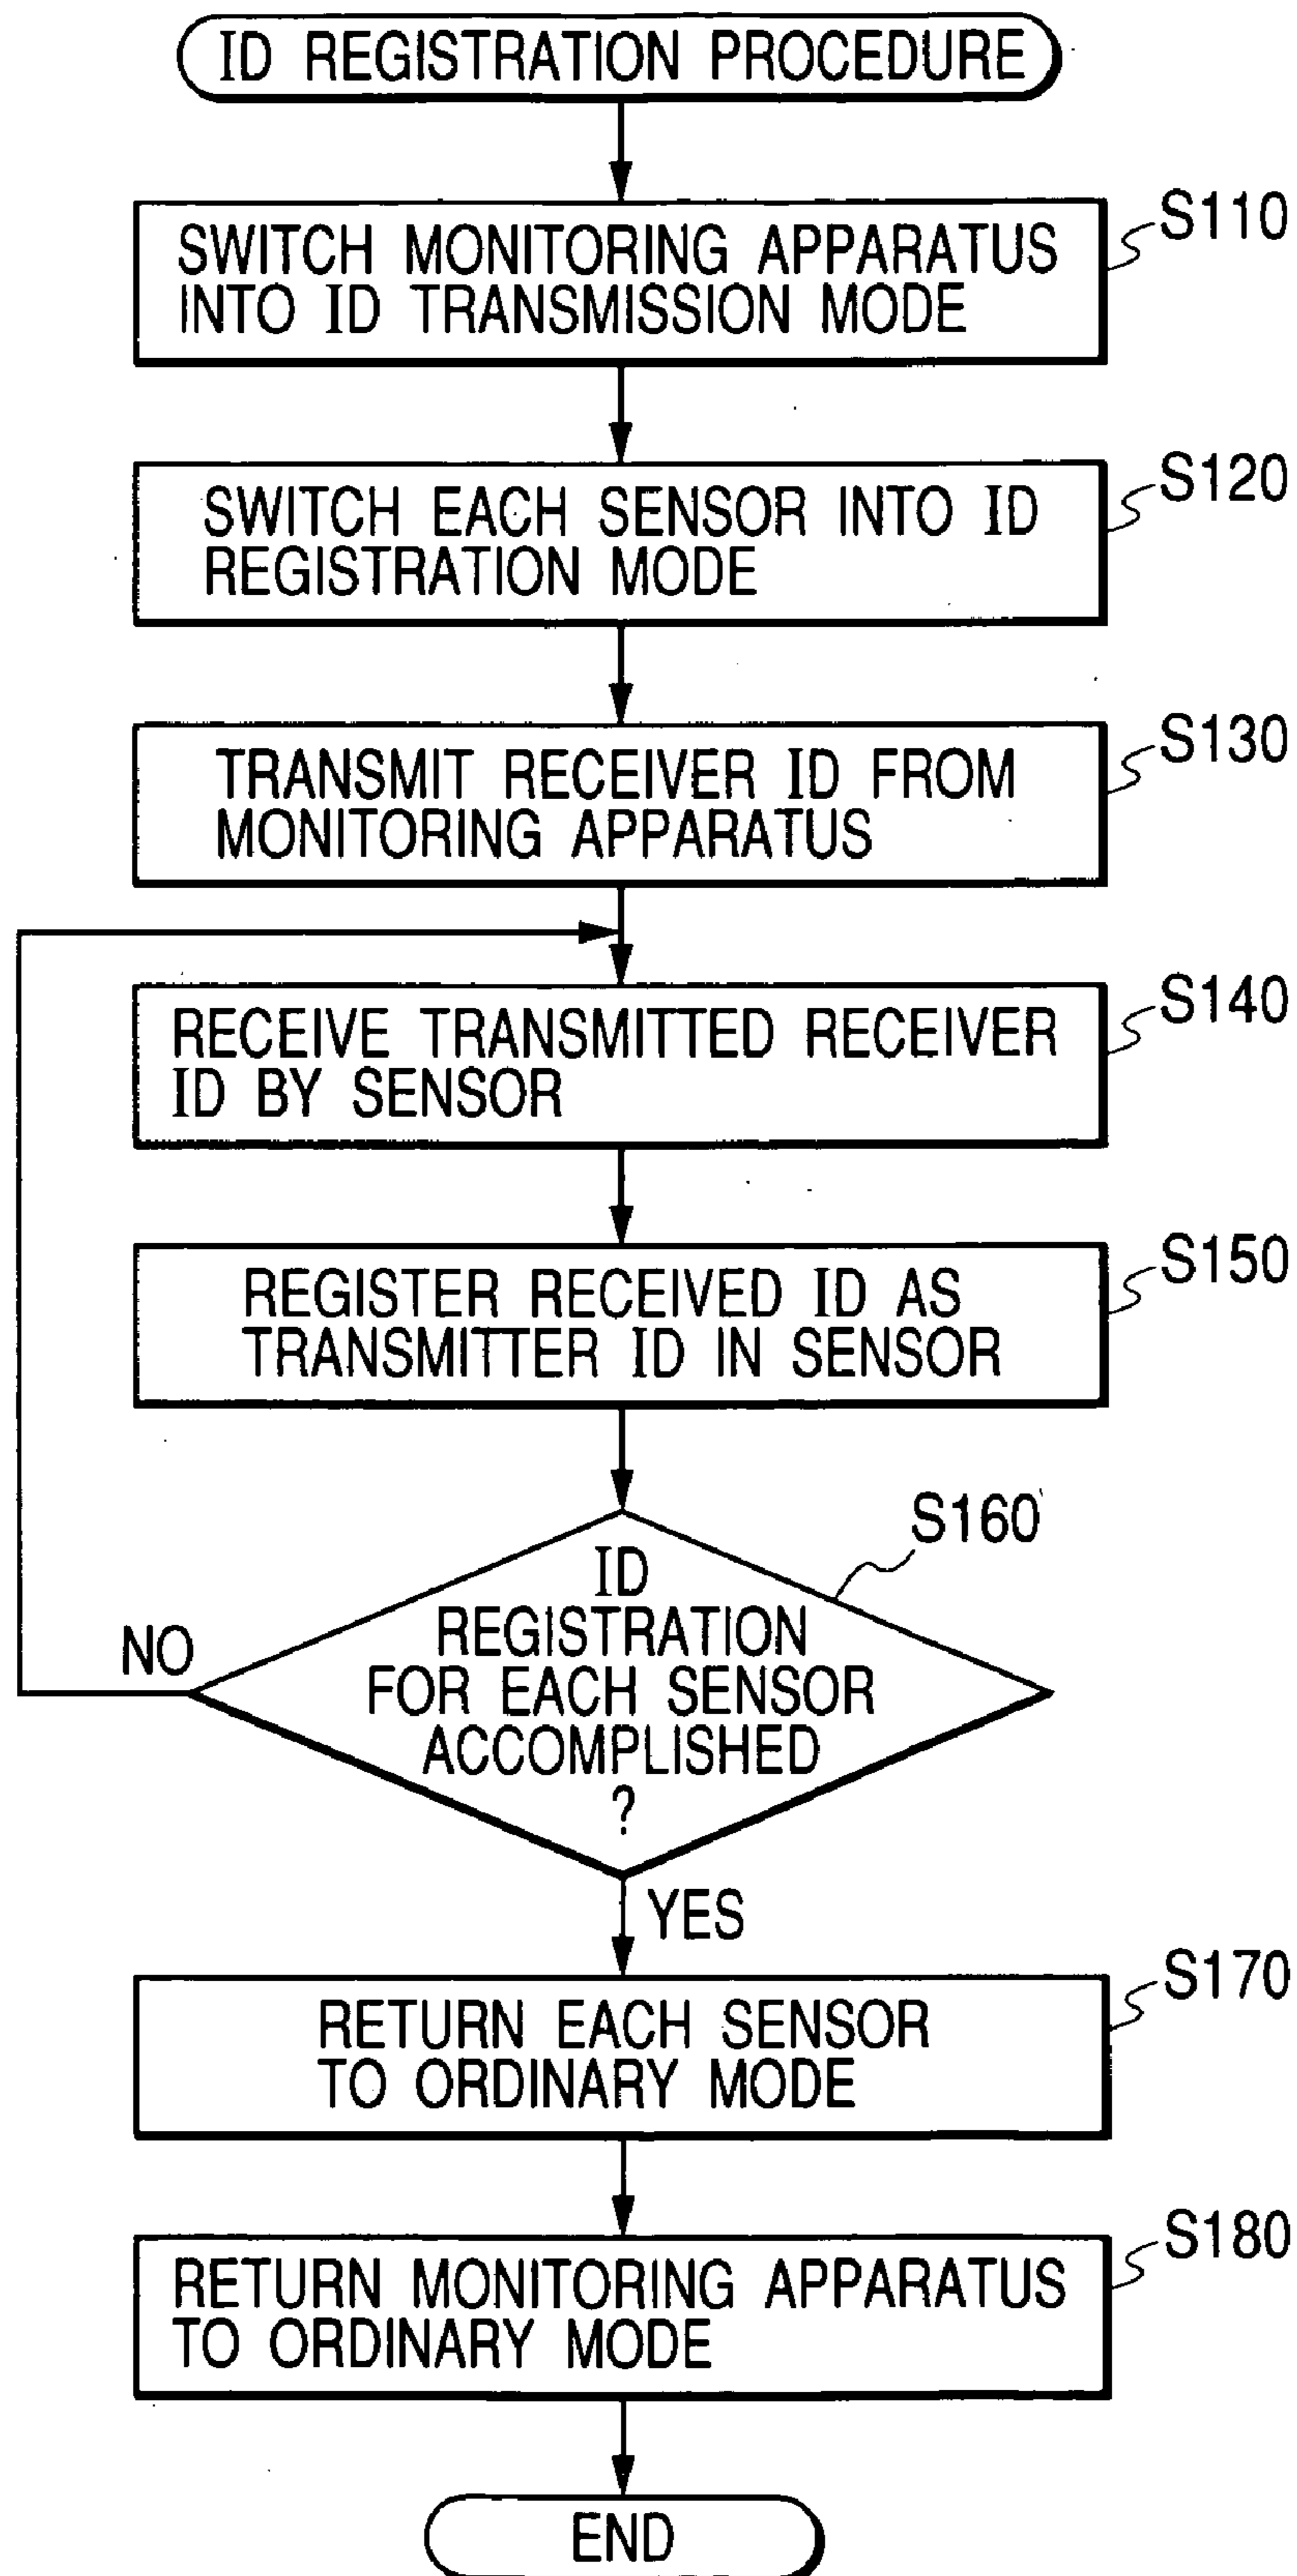 ID REGISTRATION PROCEDURE
S110
SWITCH MONITORING APPARATUS
INTO ID TRANSMISSION MODE
S120
SWITCH EACH SENSOR INTO ID
REGISTRATION MODE
S130
TRANSMIT RECEIVER ID FROM
MONITORING APPARATUS
S140
RECEIVE TRANSMITTED RECEIVER
ID BY SENSOR
S150
REGISTER RECEIVED ID AS
TRANSMITTER ID IN SENSOR
S160
ID
REGISTRATION
FOR EACH SENSOR
ACCOMPLISHED
?
NO
YES
S170
RETURN EACH SENSOR
TO ORDINARY MODE
S180
RETURN MONITORING APPARATUS
TO ORDINARY MODE
END